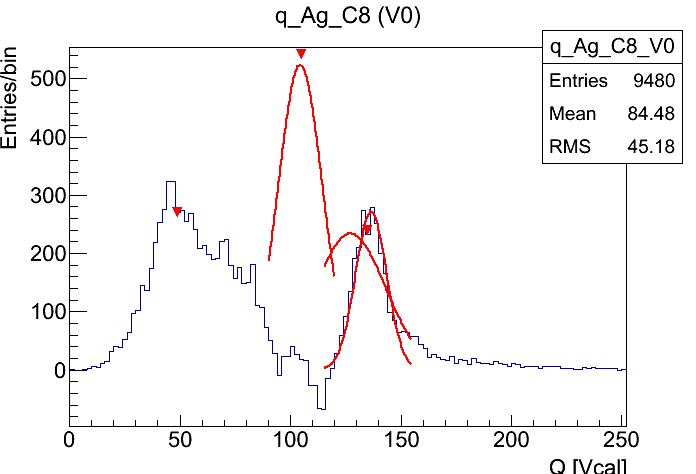 q_Ag_C8 (V0)
q_Ag_C8_V0
Entries 9480
Mean 84.48
RMS 45.18
Entries/bin
500
400
300
200
100
0
0 50 100 150 200 250
Q [Vcal]